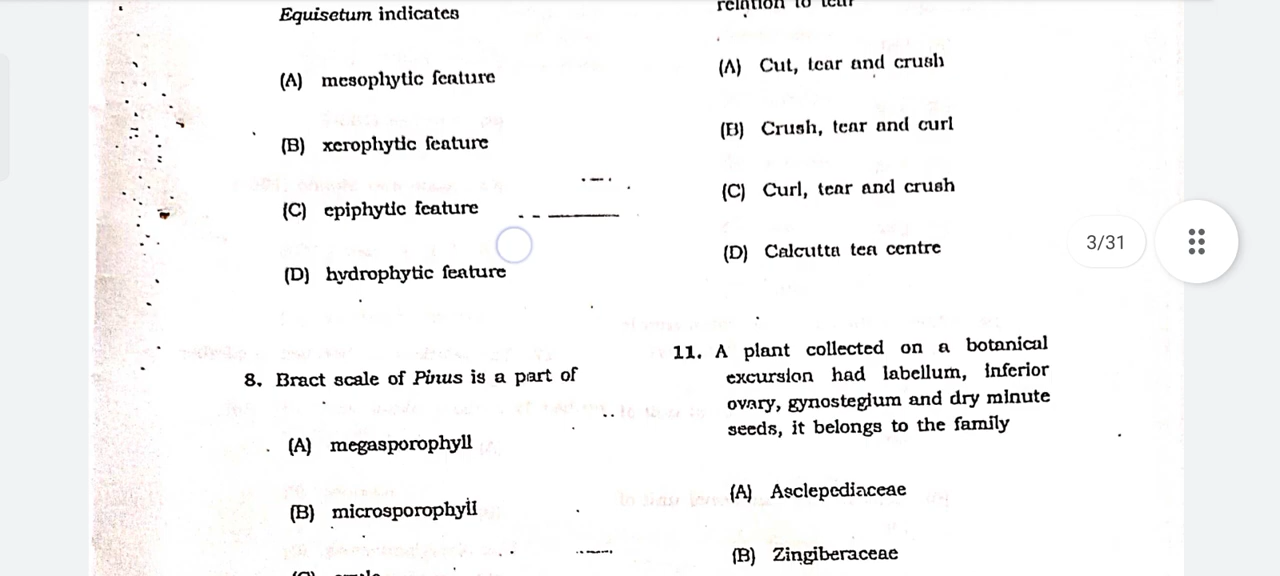 Equisetum indicates
(A) mesophytic feature
(B) xerophytic feature
(C) epiphytic feature
(D) hydrophytic feature
8. Bract scale of Pinus is a part of
(A) megasporophyll
(B) microsporophyll
relation to
(A) Cut, tear and crush
(B) Crush, tear and curl
(C) Curl, tear and crush
(D) Calcutta tea centre
11. A plant collected on a botanical
excursion had labellum, inferior
ovary, gynostegium and dry minute
seeds, it belongs to the family
(A) Asclepediaceae
(B) Zingiberaceae
3/31